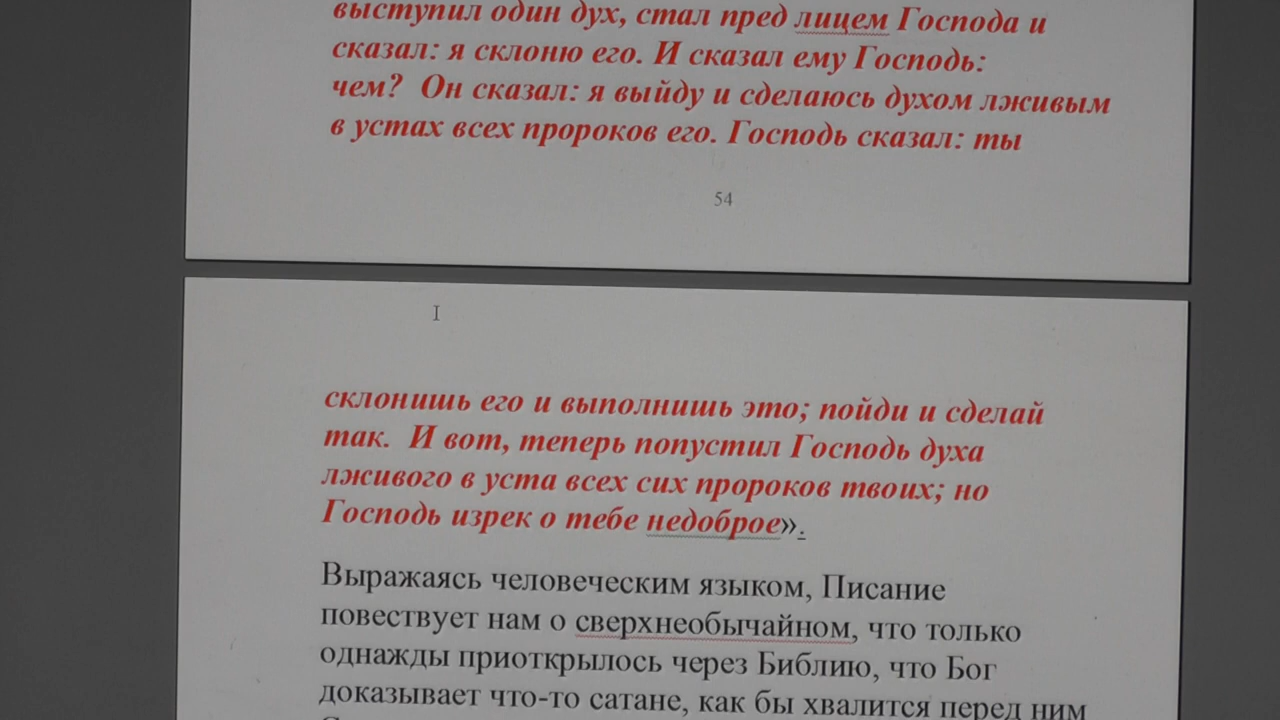 выступил один дух, стал пред лицем Господа и
сказал: я склоню его. И сказал ему Господь:
чем? Он сказал: я выйду и сделаюсь духом лживым
в устах всех пророков его. Господь сказал: ты
54
склонишь его и выполнишь это; пойди и сделай
так. И вот, теперь попустил Господь духа
лживого в уста всех сих пророков твоих; но
Господь изрек о тебе недоброе».
Выражаясь человеческим языком, Писание
повествует нам о сверхнеобычайном, что только
однажды приоткрылось через Библию, что Бог
доказывает что-то сатане, как бы хвалится перед ним